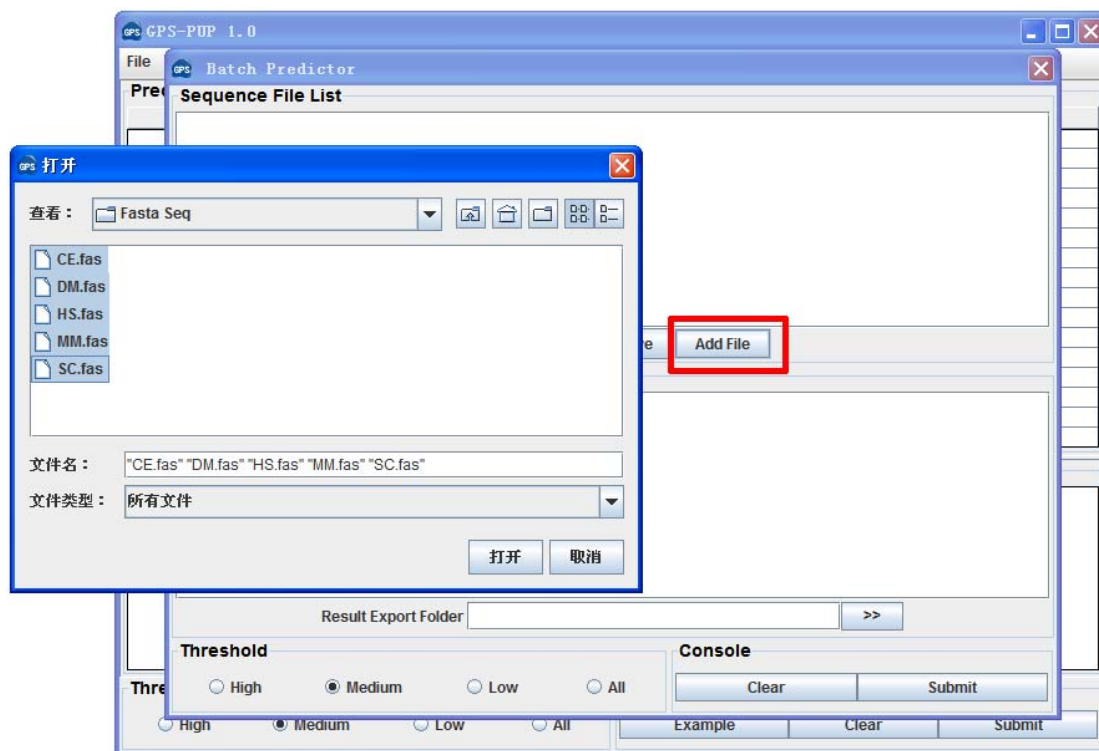 GPS-PUP 1.0
File
Batch Predictor
Sequence File List
打开
查看：
Fasta Seq
CE.fas
DM.fas
HS.fas
MM.fas
SC.fas
Add File
文件名：
"CE.fas" "DM.fas" "HS.fas" "MM.fas" "SC.fas"
文件类型：
所有文件
打开 取消
Result Export Folder >>
Threshold Console
High Medium Low All Clear Submit
High Medium Low All Example Clear Submit